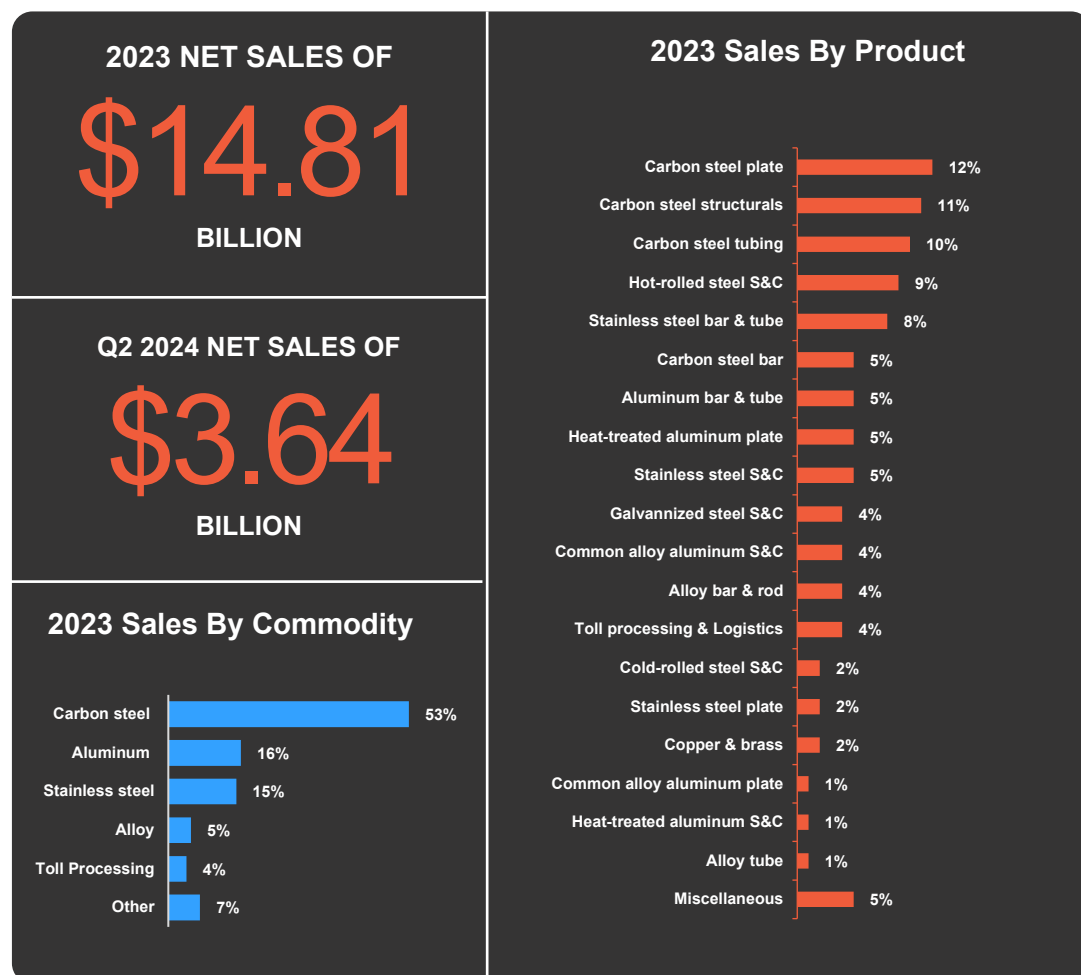 2023 NET SALES OF
$14.81
BILLION
Q2 2024 NET SALES OF
$3.64
BILLION
2023 Sales By Commodity
Carbon steel 53%
Aluminum 16%
Stainless steel 15%
Alloy 5%
Toll Processing 4%
Other 7%
2023 Sales By Product
Carbon steel plate 12%
Carbon steel structurals 11%
Carbon steel tubing 10%
Hot-rolled steel S&C 9%
Stainless steel bar & tube 8%
Carbon steel bar 5%
Aluminum bar & tube 5%
Heat-treated aluminum plate 5%
Stainless steel S&C 5%
Galvannized steel S&C 4%
Common alloy aluminum S&C 4%
Alloy bar & rod 4%
Toll processing & Logistics 4%
Cold-rolled steel S&C 2%
Stainless steel plate 2%
Copper & brass 2%
Common alloy aluminum plate 1%
Heat-treated aluminum S&C 1%
Alloy tube 1%
Miscellaneous 5%